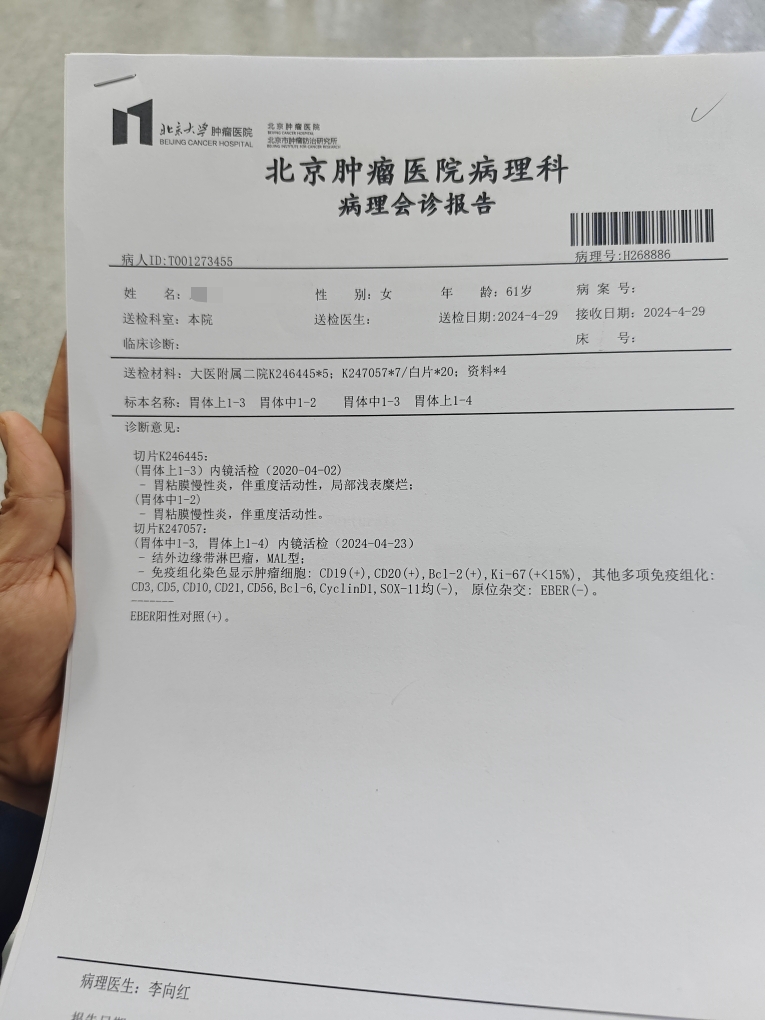 北京大学肿瘤医院
BEIJING CANCER HOSPITAL
北京肿瘤医院
BEIJING CANCER HOSPITAL
北京市肿瘤防治研究所
BEIJING INSTITUTE FOR CANCER RESEARCH
北京肿瘤医院病理科
病理会诊报告
病人ID:T001273455 病理号:H268886
姓 名: 性 别: 女 年 龄: 61岁 病 案 号:
送检科室: 本院 送检医生: 送检日期:2024-4-29 接收日期: 2024-4-29
临床诊断: 床 号:
送检材料: 大医附属二院K246445*5; K247057*7/白片*20; 资料*4
标本名称: 胃体上1-3 胃体中1-2 胃体中1-3 胃体上1-4
诊断意见:
切片K246445:
(胃体上1-3) 内镜活检 (2020-04-02)
- 胃粘膜慢性炎, 伴重度活动性, 局部浅表糜烂;
(胃体中1-2)
- 胃粘膜慢性炎, 伴重度活动性。
切片K247057:
(胃体中1-3, 胃体上1-4) 内镜活检 (2024-04-23)
- 结外边缘带淋巴瘤, MAL型;
- 免疫组化染色显示肿瘤细胞: CD19(+), CD20(+), Bcl-2(+), Ki-67(+<15%), 其他多项免疫组化:
CD3, CD5, CD10, CD21, CD56, Bcl-6, CyclinD1, SOX-11均(-), 原位杂交: EBER(-)。
-------
EBER阳性对照(+)。
病理医生: 李向红